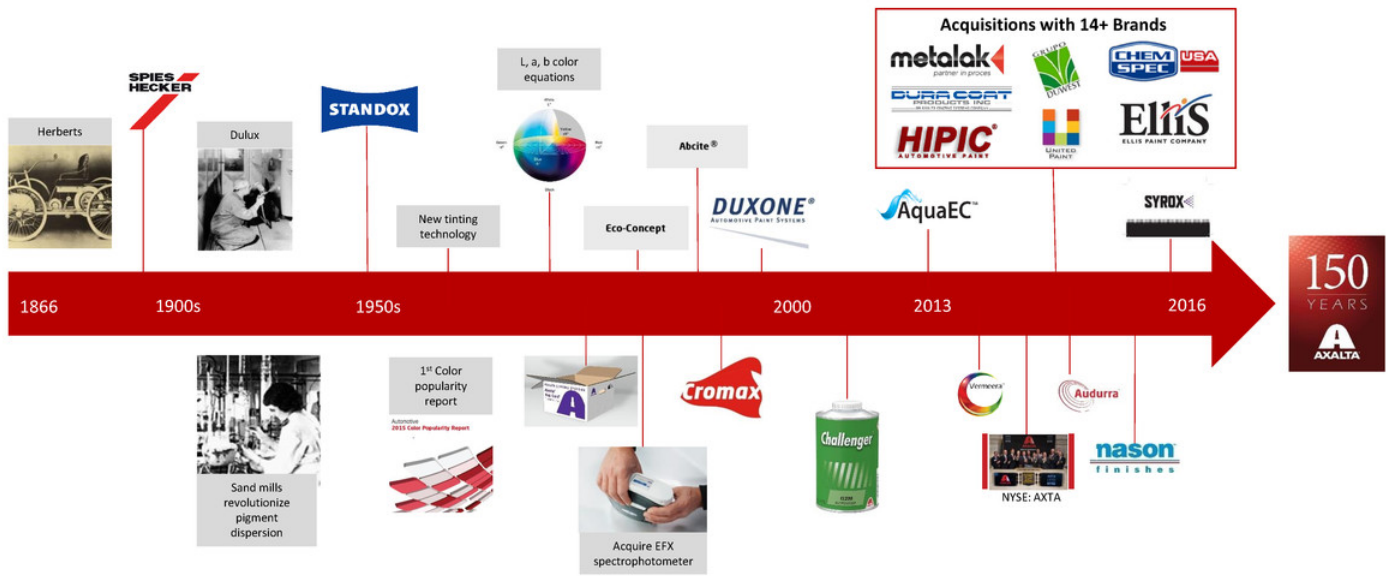 Acquisitions with 14+ Brands
metalak
partner in proces
GRUPO
DUWEST
CHEM
SPEC
USA
DURA COAT
PRODUCTS INC
HIPIC®
AUTOMOTIVE PAINT
UNITED
PAINT
ElliS
ELLIS PAINT COMPANY
SPIES
HECKER
STANDOX
L, a, b color
equations
Herberts
Dulux
New tinting
technology
Eco-Concept
Abcite®
DUXONE®
AUTOMOTIVE PAINT SYSTEMS
AquaEC™
SYROX
1866
1900s
1950s
2000
2013
2016
150
YEARS
AXALTA
Sand mills
revolutionize
pigment
dispersion
1st Color
popularity
report
Automotive
2015 Color Popularity Report
Acquire EFX
spectrophotometer
Cromax
Challenger
Vermeera
NYSE: AXTA
Audurra
nason
finishes